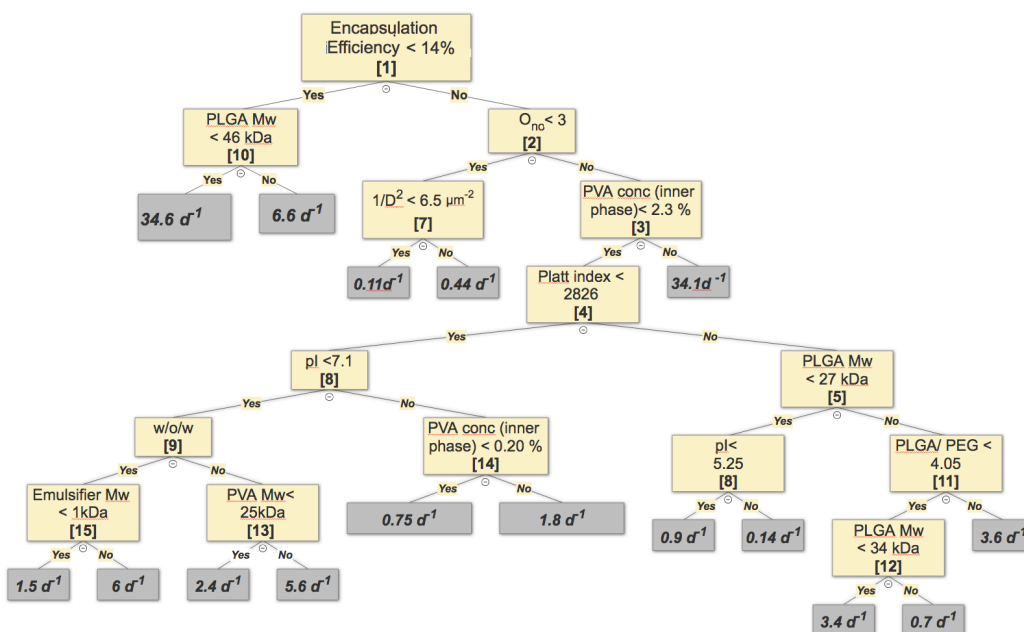 Encapsulation
Efficiency < 14%
[1]
Yes
No
PLGA Mw
< 46 kDa
[10]
Yes
No
34.6 d⁻¹
6.6 d⁻¹
Oₙₒ< 3
[2]
Yes
No
1/D² < 6.5 µm⁻²
[7]
Yes
No
0.11d⁻¹
0.44 d⁻¹
PVA conc (inner
phase)< 2.3 %
[3]
Yes
No
34.1d ⁻¹
Platt index <
2826
[4]
Yes
No
pI <7.1
[8]
Yes
No
w/o/w
[9]
Yes
No
Emulsifier Mw
< 1kDa
[15]
Yes
No
1.5 d⁻¹
6 d⁻¹
PVA Mw<
25kDa
[13]
Yes
No
2.4 d⁻¹
5.6 d⁻¹
PVA conc (inner
phase) < 0.20 %
[14]
Yes
No
0.75 d⁻¹
1.8 d⁻¹
PLGA Mw
< 27 kDa
[5]
Yes
No
pI<
5.25
[8]
Yes
No
0.9 d⁻¹
0.14 d⁻¹
PLGA/ PEG <
4.05
[11]
Yes
No
3.6 d⁻¹
PLGA Mw
< 34 kDa
[12]
Yes
No
3.4 d⁻¹
0.7 d⁻¹